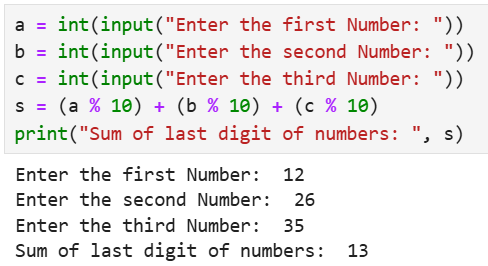 a = int(input("Enter the first Number: "))
b = int(input("Enter the second Number: "))
c = int(input("Enter the third Number: "))
s = (a % 10) + (b % 10) + (c % 10)
print("Sum of last digit of numbers: ", s)
Enter the first Number:  12
Enter the second Number:  26
Enter the third Number:  35
Sum of last digit of numbers:  13